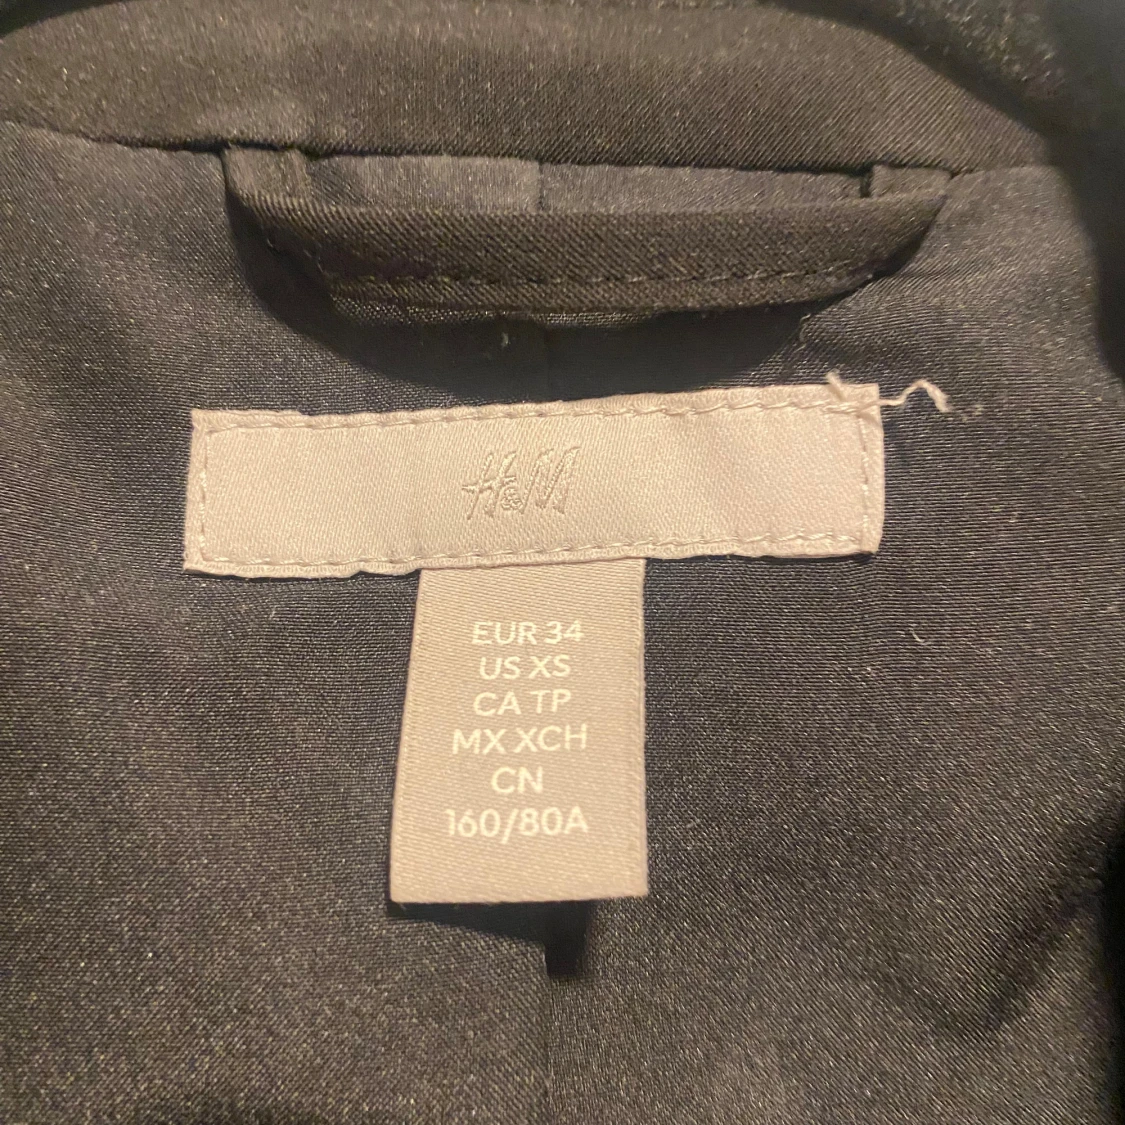 H&M
EUR 34
US XS
CA TP
MX XCH
CN
160/80A